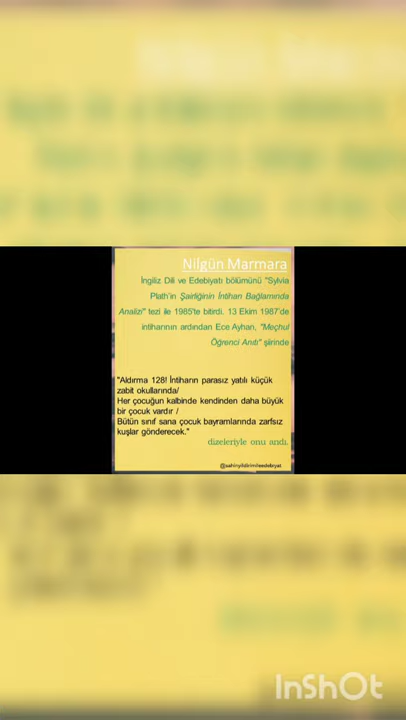 Nilgün Marmara
İngiliz Dili ve Edebiyatı bölümünü "Sylvia
Plath'in Şairliğinin İntihan Bağlamında
Analizi" tezi ile 1985'te bitirdi. 13 Ekim 1987'de
intiharının ardından Ece Ayhan, "Meçhul
Öğrenci Anıtı" şiirinde
"Aldırma 128! İntiharın parasız yatılı küçük
zabit okullarında/
Her çocuğun kalbinde kendinden daha büyük
bir çocuk vardır /
Bütün sınıf sana çocuk bayramlarında zarfsız
kuşlar gönderecek."
dizeleriyle onu andı.
@sahinyildirimileedebiyat
InShOt